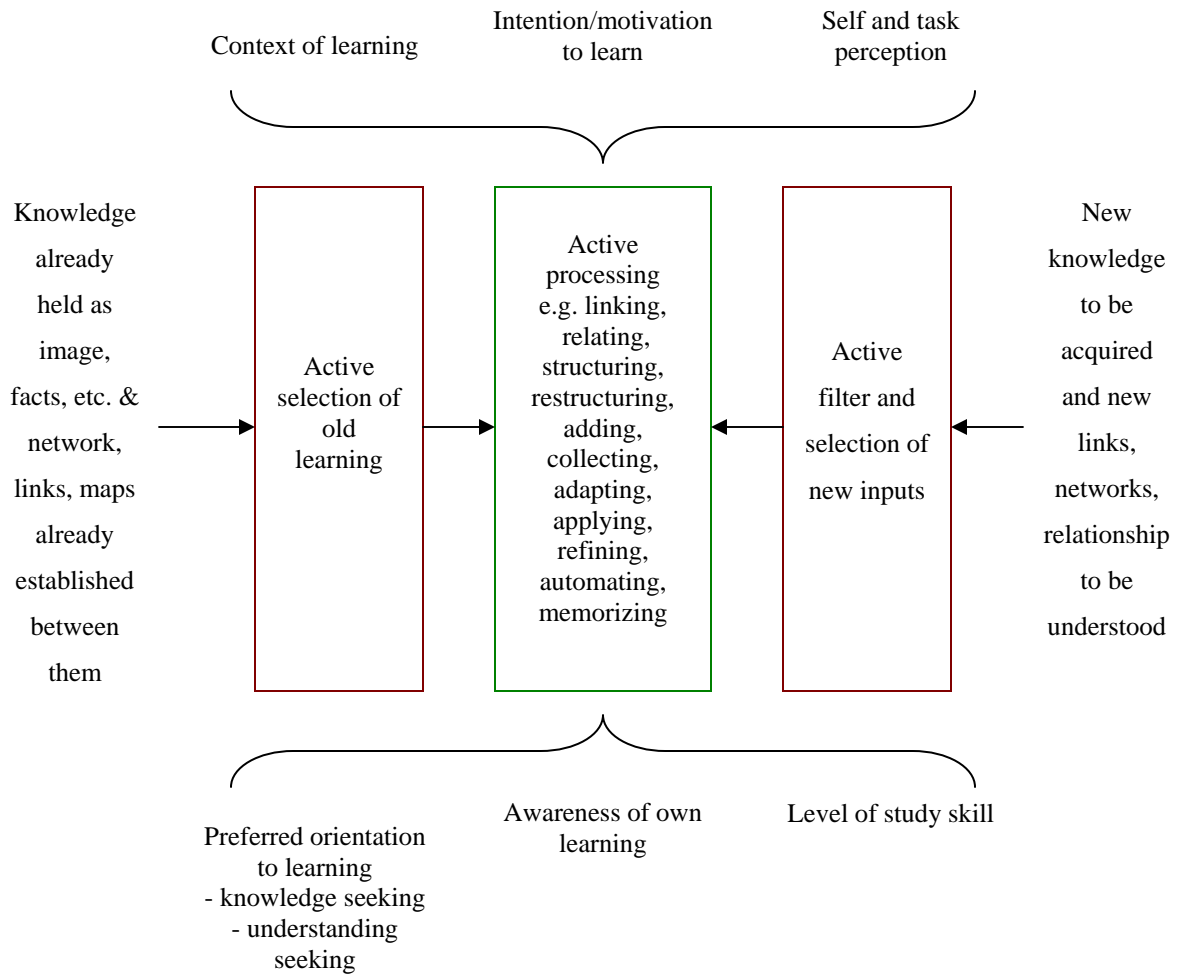 Context of learning
Intention/motivation
to learn
Self and task
perception
Knowledge
already
held as
image,
facts, etc. &
network,
links, maps
already
established
between
them
Active
selection of
old
learning
Active
processing
e.g. linking,
relating,
structuring,
restructuring,
adding,
collecting,
adapting,
applying,
refining,
automating,
memorizing
Active
filter and
selection of
new inputs
New
knowledge
to be
acquired
and new
links,
networks,
relationship
to be
understood
Preferred orientation
to learning
- knowledge seeking
- understanding
seeking
Awareness of own
learning
Level of study skill